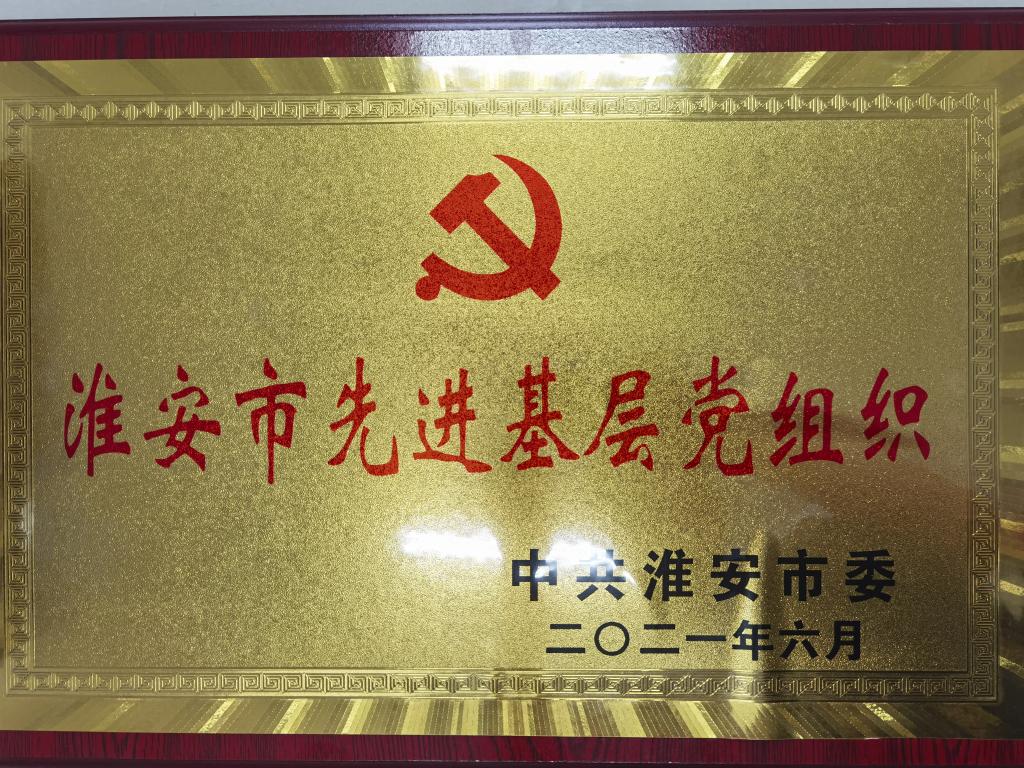 淮安市先进基层党组织
中共淮安市委
二〇二一年六月